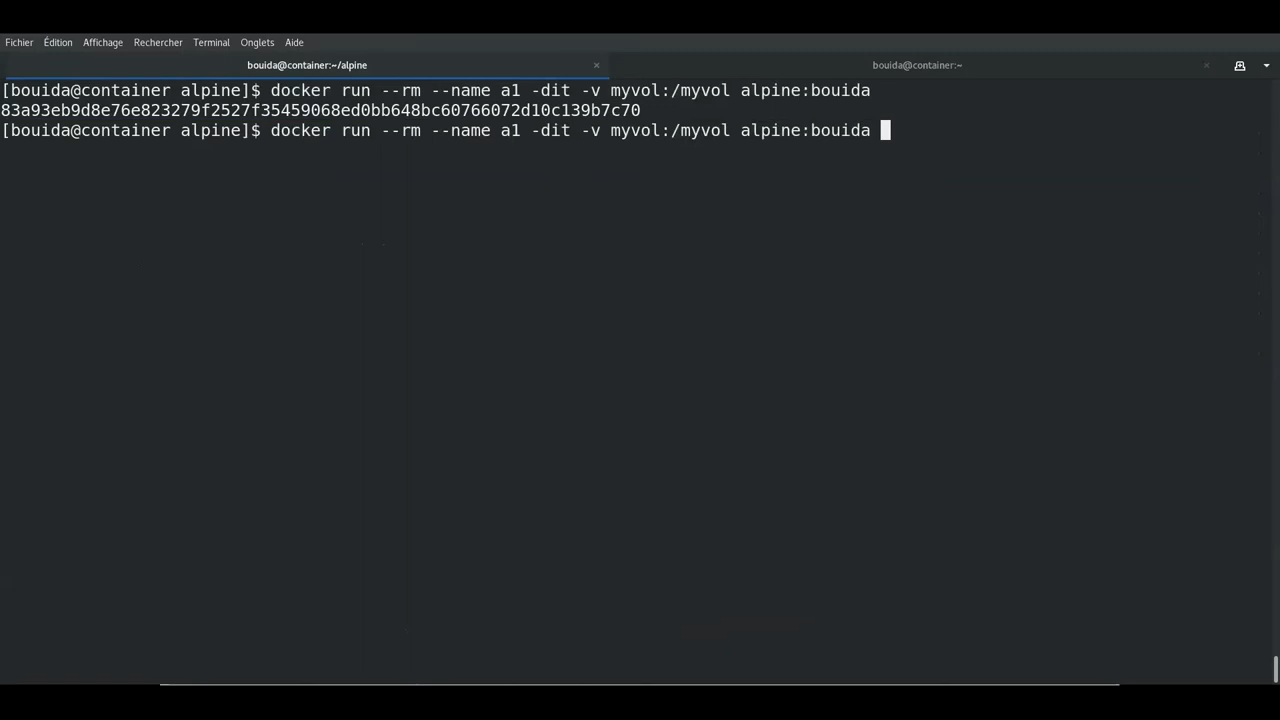 Fichier Édition Affichage Rechercher Terminal Onglets Aide
bouida@container:~/alpine × bouida@container:~ ×
[bouida@container alpine]$ docker run --rm --name a1 -dit -v myvol:/myvol alpine:bouida
83a93eb9d8e76e823279f2527f35459068ed0bb648bc60766072d10c139b7c70
[bouida@container alpine]$ docker run --rm --name a1 -dit -v myvol:/myvol alpine:bouida